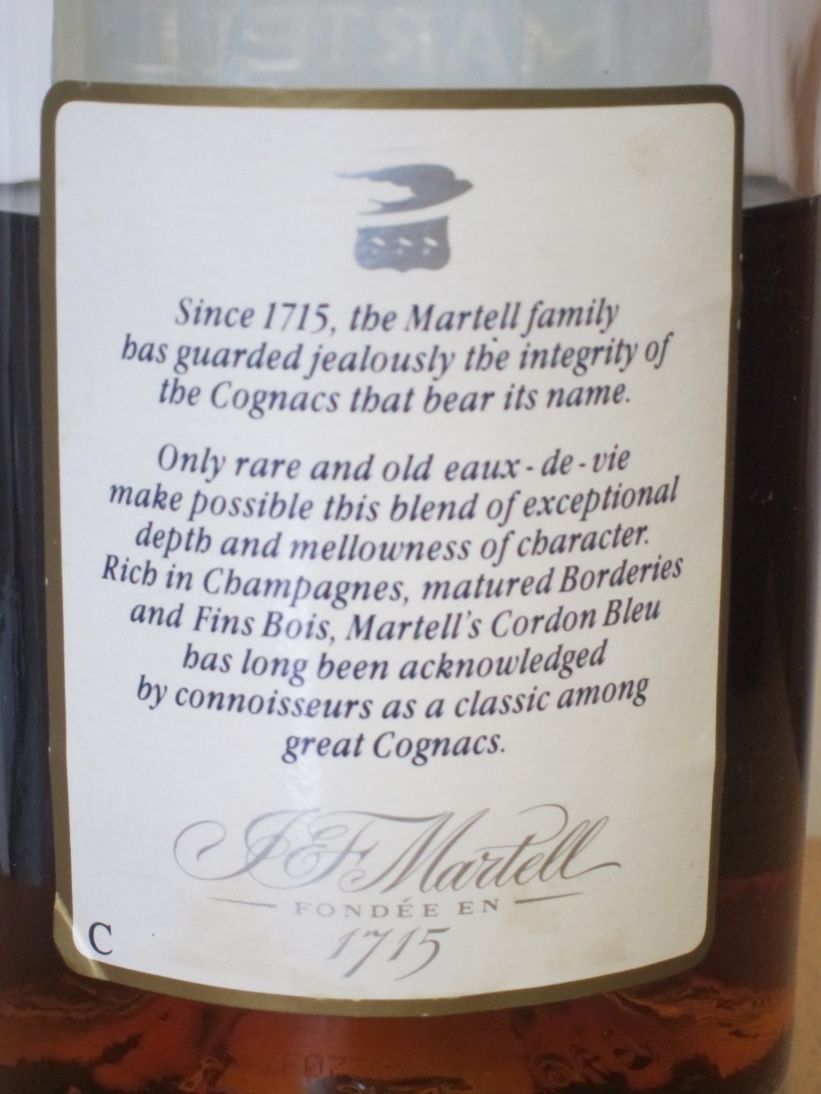 MARTELL
Since 1715, the Martell family
has guarded jealously the integrity of
the Cognacs that bear its name.
Only rare and old eaux-de-vie
make possible this blend of exceptional
depth and mellowness of character.
Rich in Champagnes, matured Borderies
and Fins Bois, Martell's Cordon Bleu
has long been acknowledged
by connoisseurs as a classic among
great Cognacs.
J&F Martell
FONDÉE EN
1715
C